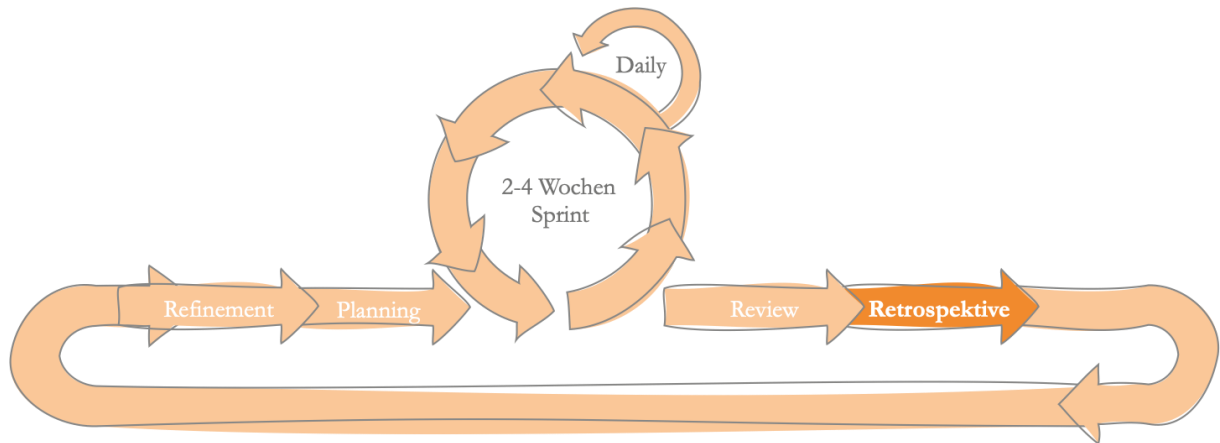 Daily
2-4 Wochen
Sprint
Refinement
Planning
Review
Retrospektive